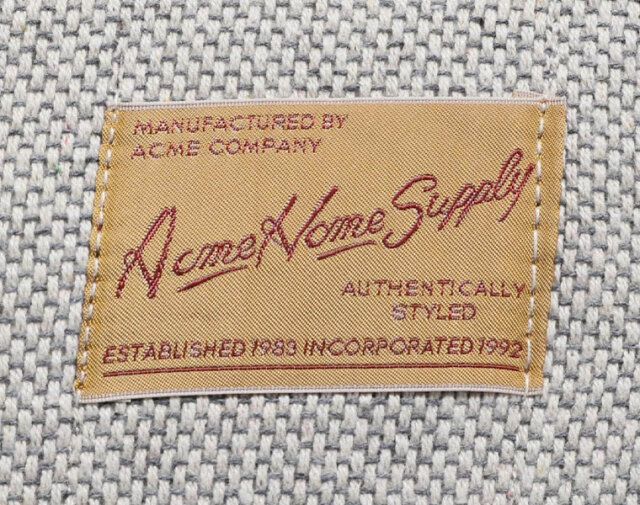 MANUFACTURED BY
ACME COMPANY
Acme Home Supply
AUTHENTICALLY
STYLED
ESTABLISHED 1983 INCORPORATED 1992